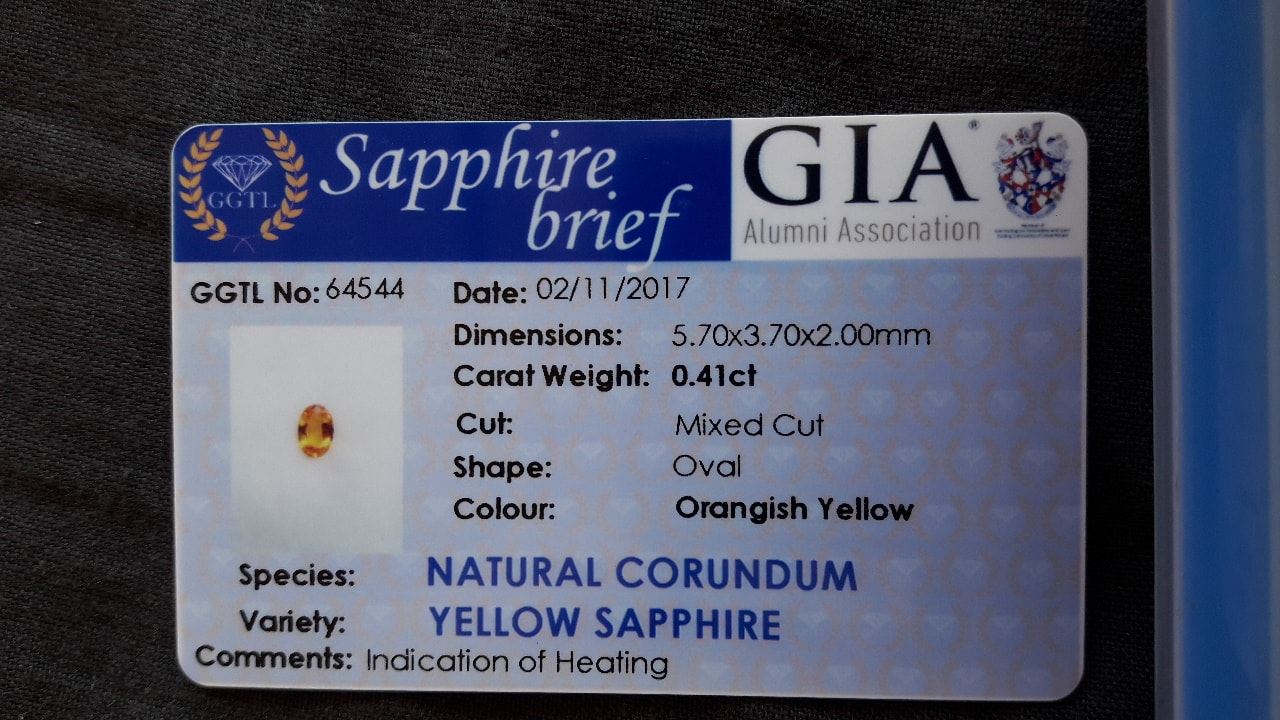 GGTL
Sapphire
brief
GIA®
Alumni Association
GGTL No: 64544
Date: 02/11/2017
Dimensions: 5.70x3.70x2.00mm
Carat Weight: 0.41ct
Cut: Mixed Cut
Shape: Oval
Colour: Orangish Yellow
Species: NATURAL CORUNDUM
Variety: YELLOW SAPPHIRE
Comments: Indication of Heating